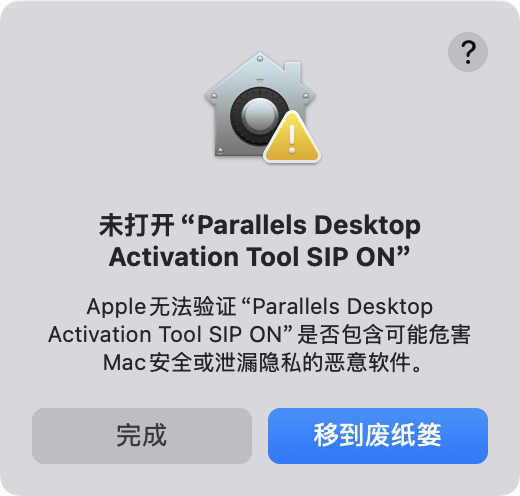 ?
未打开“Parallels Desktop
Activation Tool SIP ON”
Apple无法验证“Parallels Desktop
Activation Tool SIP ON”是否包含可能危害
Mac安全或泄漏隐私的恶意软件。
完成
移到废纸篓